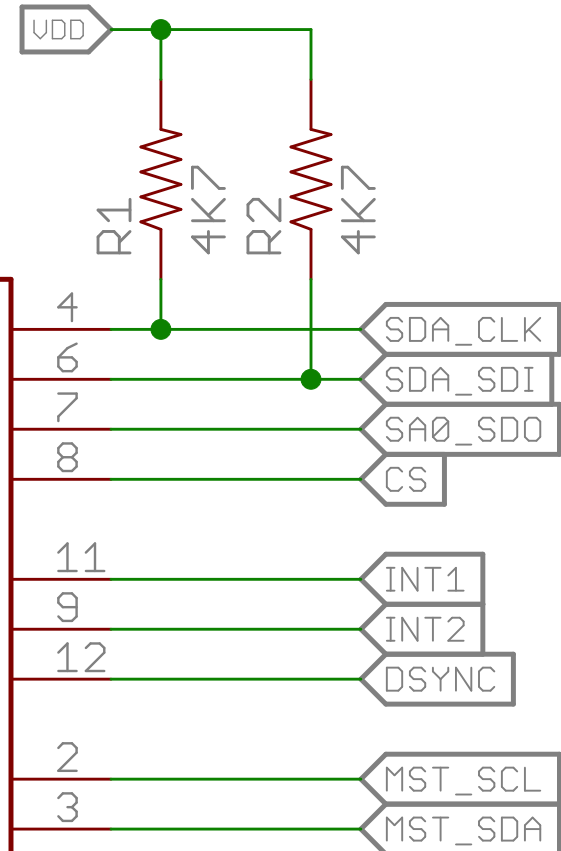 VDD
R1 4K7 R2 4K7
4 SDA_CLK
6 SDA_SDI
7 SA0_SDO
8 CS
11 INT1
9 INT2
12 DSYNC
2 MST_SCL
3 MST_SDA